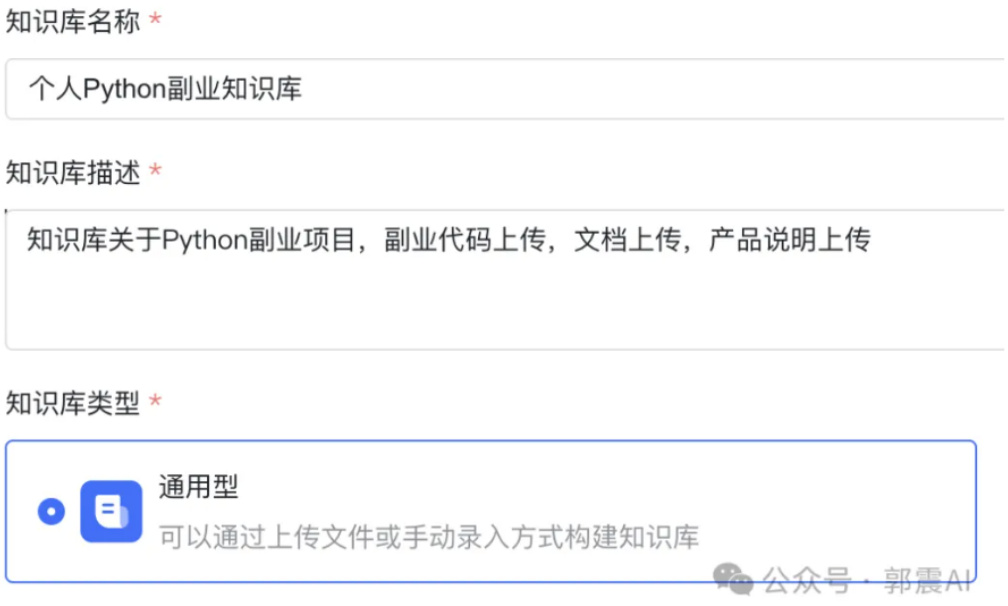 知识库名称 *
个人Python副业知识库
知识库描述 *
知识库关于Python副业项目，副业代码上传，文档上传，产品说明上传
知识库类型 *
通用型
可以通过上传文件或手动录入方式构建知识库
公众号 · 郭震AI